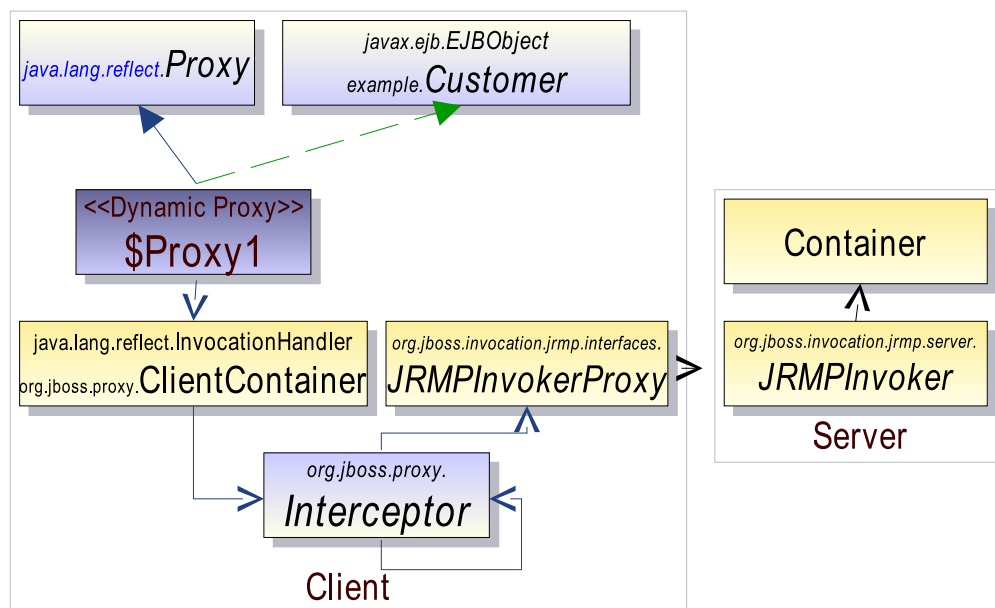 java.lang.reflect.Proxy
javax.ejb.EJBObject
example.Customer
<<Dynamic Proxy>>
$Proxy1
java.lang.reflect.InvocationHandler
org.jboss.proxy.ClientContainer
org.jboss.invocation.jrmp.interfaces.
JRMPInvokerProxy
org.jboss.proxy.
Interceptor
Client
Container
org.jboss.invocation.jrmp.server.
JRMPInvoker
Server